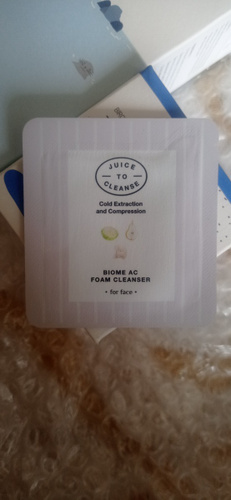 JUICE
TO
CLEANSE
Cold Extraction
and Compression
BIOME AC
FOAM CLEANSER
• for face •